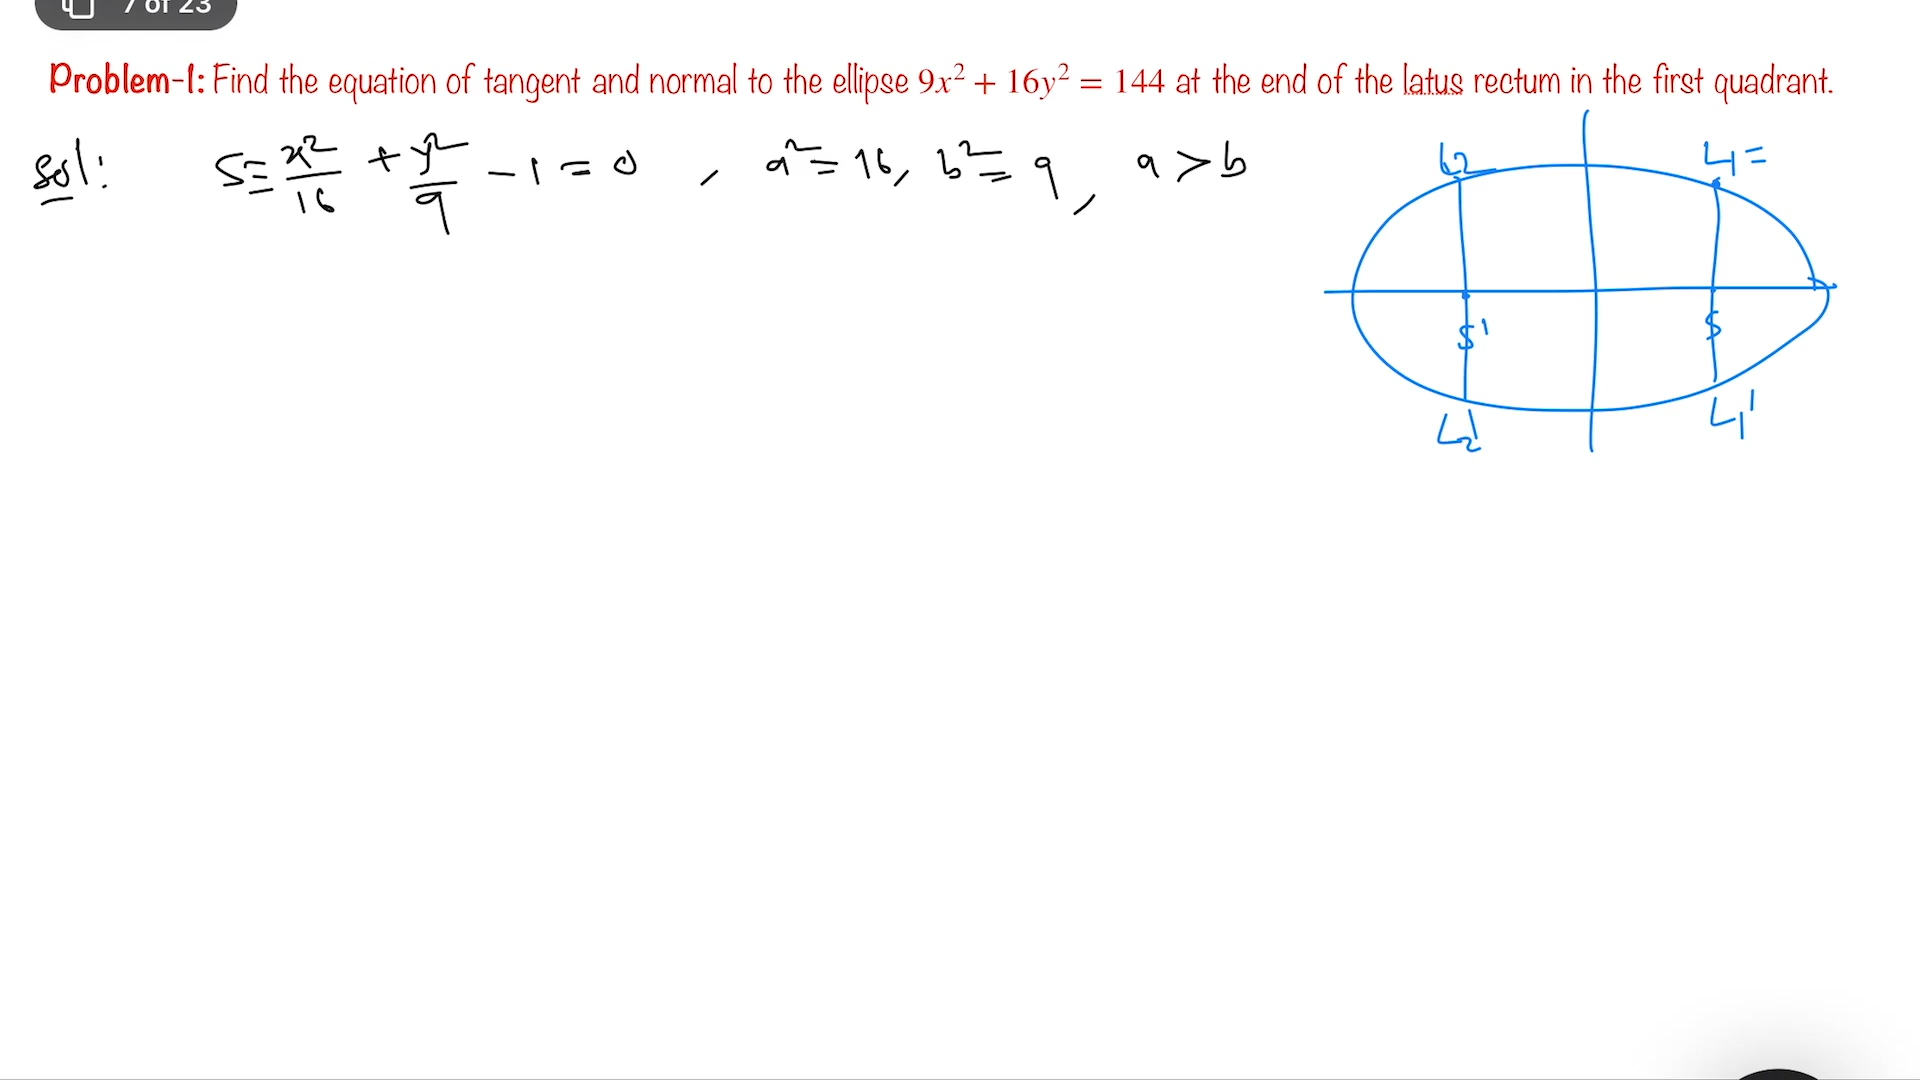 7 of 23
Problem-1: Find the equation of tangent and normal to the ellipse 9x² + 16y² = 144 at the end of the latus rectum in the first quadrant.
Sol: S ≡ x²/16 + y²/9 - 1 = 0 , a² = 16, b² = 9, a > b
L2 L1 =
S' S
L2' L1'